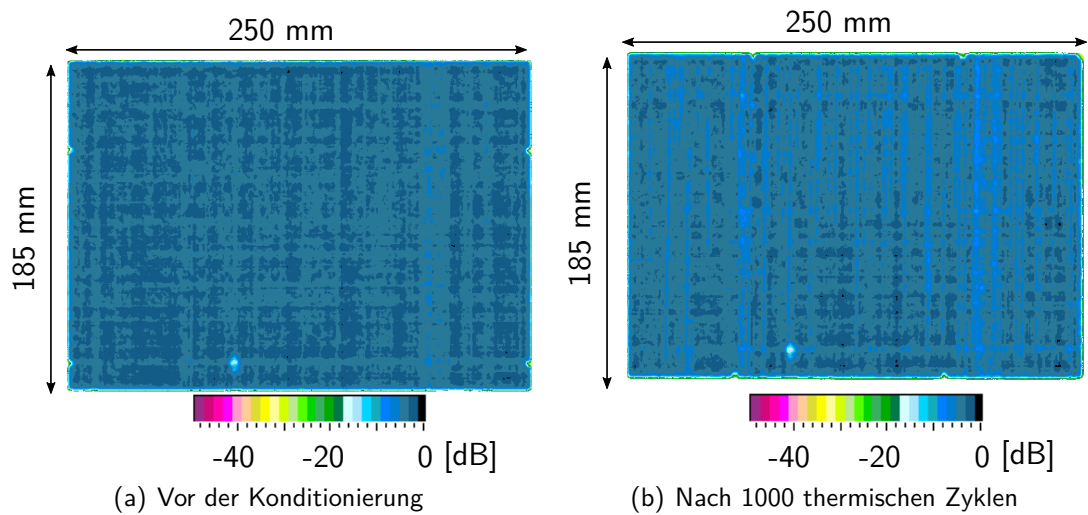 250 mm
185 mm
-40 -20 0 [dB]
(a) Vor der Konditionierung
250 mm
185 mm
-40 -20 0 [dB]
(b) Nach 1000 thermischen Zyklen